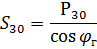 S₃₀ = P₃₀ / cos φᵣ